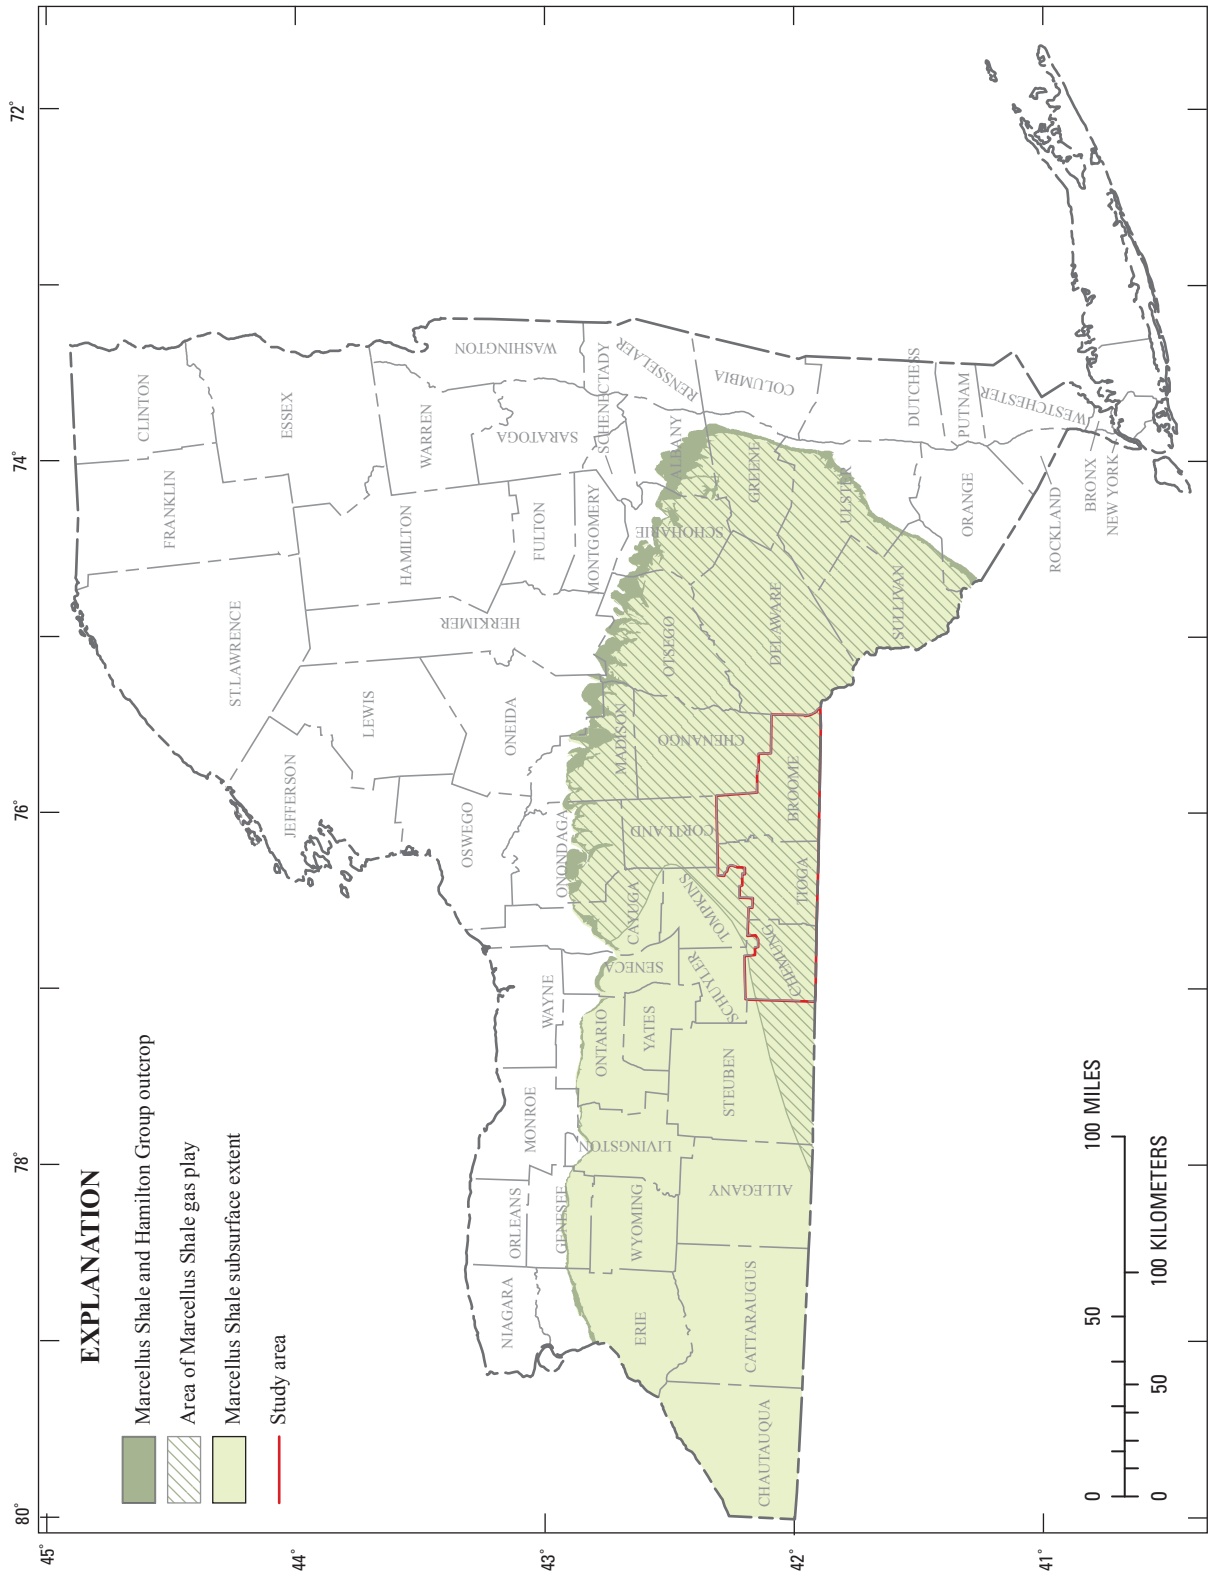 80°
78°
76°
74°
72°
45°
44°
43°
42°
41°
EXPLANATION
Marcellus Shale and Hamilton Group outcrop
Area of Marcellus Shale gas play
Marcellus Shale subsurface extent
Study area
CLINTON
FRANKLIN
ST.LAWRENCE
ESSEX
JEFFERSON
LEWIS
HAMILTON
WARREN
WASHINGTON
HERKIMER
OSWEGO
ONEIDA
FULTON
SARATOGA
NIAGARA
ORLEANS
MONROE
WAYNE
GENESEE
ONONDAGA
MADISON
MONTGOMERY
SCHENECTADY
RENSSELAER
ALBANY
SCHOHARIE
OTSEGO
ERIE
WYOMING
LIVINGSTON
ONTARIO
YATES
SENECA
CAYUGA
CORTLAND
CHENANGO
TOMPKINS
SCHUYLER
STEUBEN
CHEMUNG
TIOGA
BROOME
DELAWARE
GREENE
COLUMBIA
CHAUTAUQUA
CATTARAUGUS
ALLEGANY
ULSTER
SULLIVAN
DUTCHESS
ORANGE
PUTNAM
WESTCHESTER
ROCKLAND
BRONX
NEW YORK
0
50
100 MILES
0
50
100 KILOMETERS